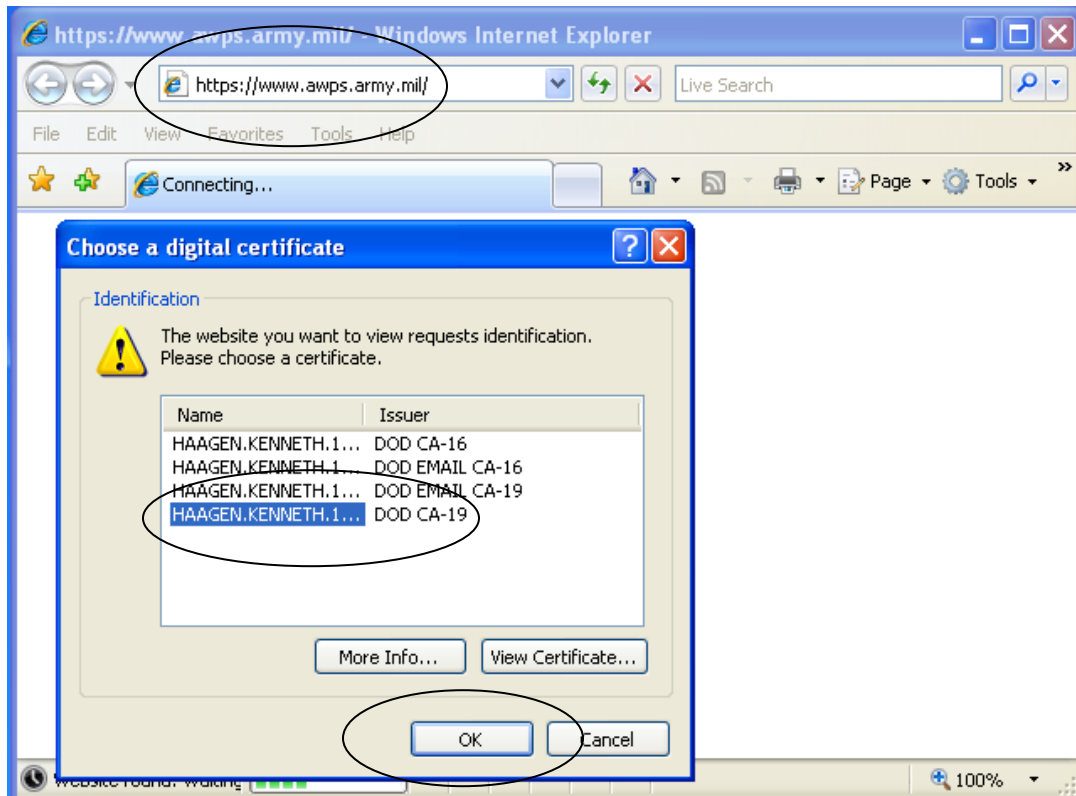 https://www.awps.army.mil/ - Windows Internet Explorer
https://www.awps.army.mil/ Live Search
File Edit View Favorites Tools Help
Connecting... Page Tools »
Choose a digital certificate
Identification
The website you want to view requests identification.
Please choose a certificate.
Name Issuer
HAAGEN.KENNETH.1... DOD CA-16
HAAGEN.KENNETH.1... DOD EMAIL CA-16
HAAGEN.KENNETH.1... DOD EMAIL CA-19
HAAGEN.KENNETH.1... DOD CA-19
More Info... View Certificate...
OK Cancel
Website found. Waiting 100%